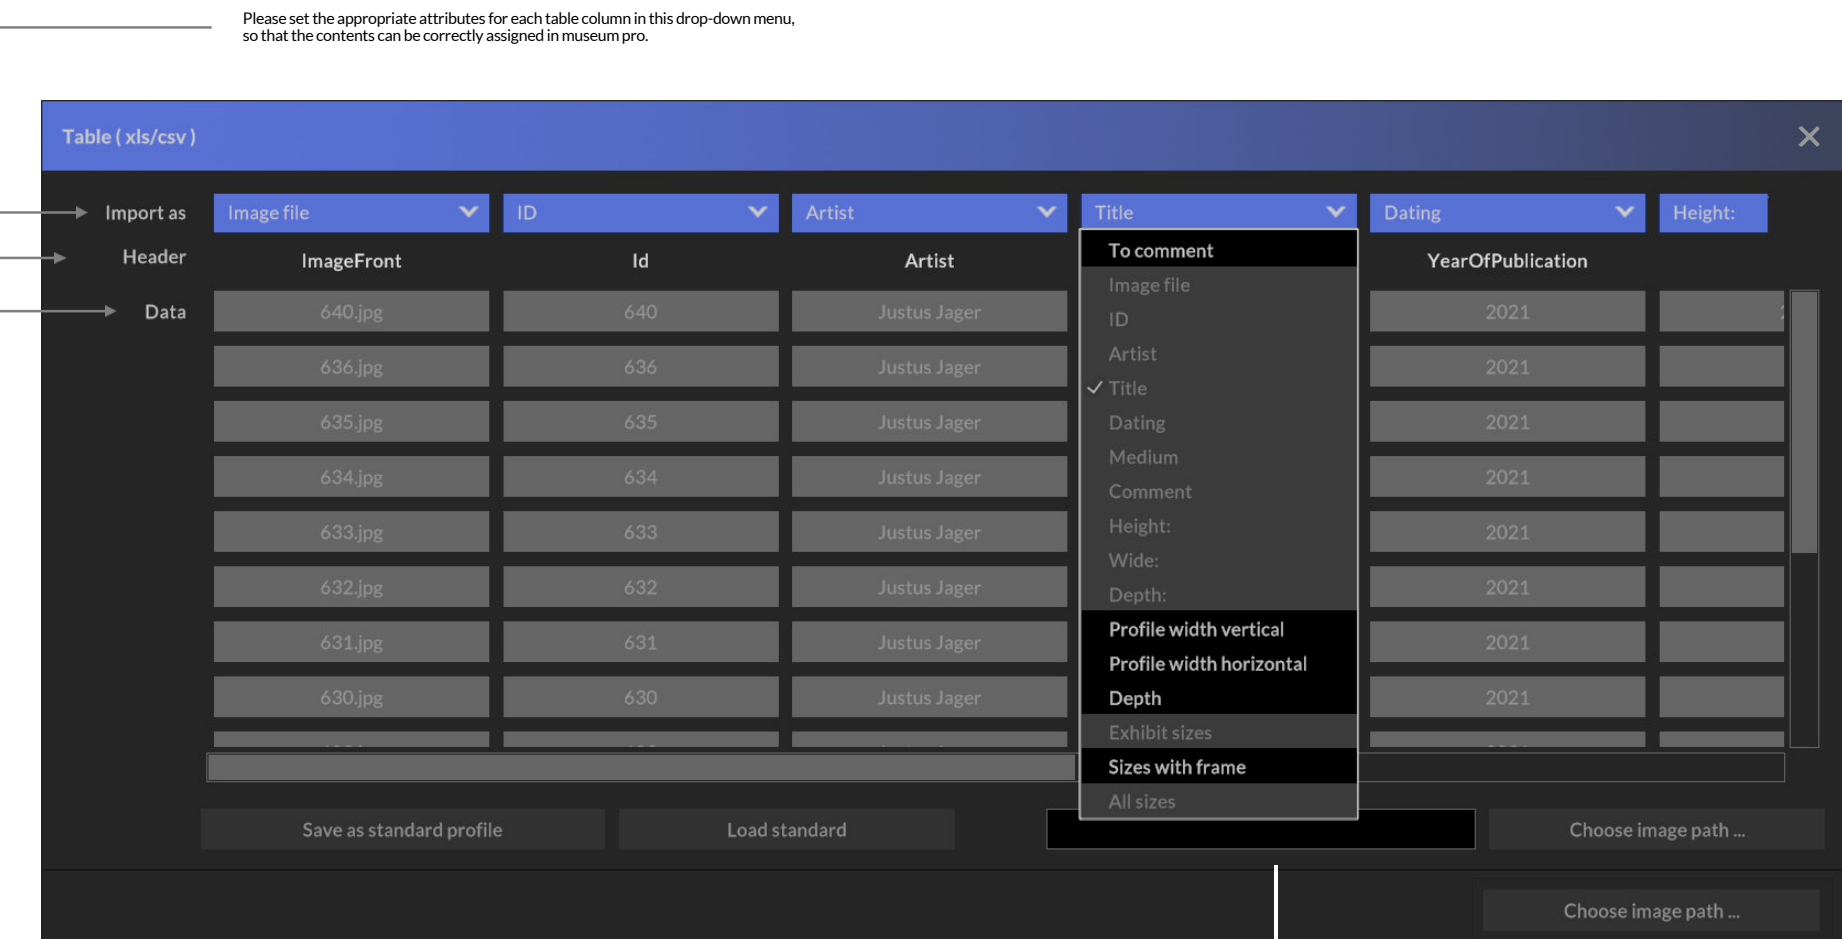 Please set the appropriate attributes for each table column in this drop-down menu,
so that the contents can be correctly assigned in museum pro.
Table ( xls/csv )
Import as Image file ID Artist Title Dating Height:
Header ImageFront Id Artist YearOfPublication
Data 640.jpg 640 Justus Jager 2021
636.jpg 636 Justus Jager 2021
635.jpg 635 Justus Jager 2021
634.jpg 634 Justus Jager 2021
633.jpg 633 Justus Jager 2021
632.jpg 632 Justus Jager 2021
631.jpg 631 Justus Jager 2021
630.jpg 630 Justus Jager 2021
To comment
Image file
ID
Artist
Title
Dating
Medium
Comment
Height:
Wide:
Depth:
Profile width vertical
Profile width horizontal
Depth
Exhibit sizes
Sizes with frame
All sizes
Save as standard profile Load standard Choose image path ...
Choose image path ...